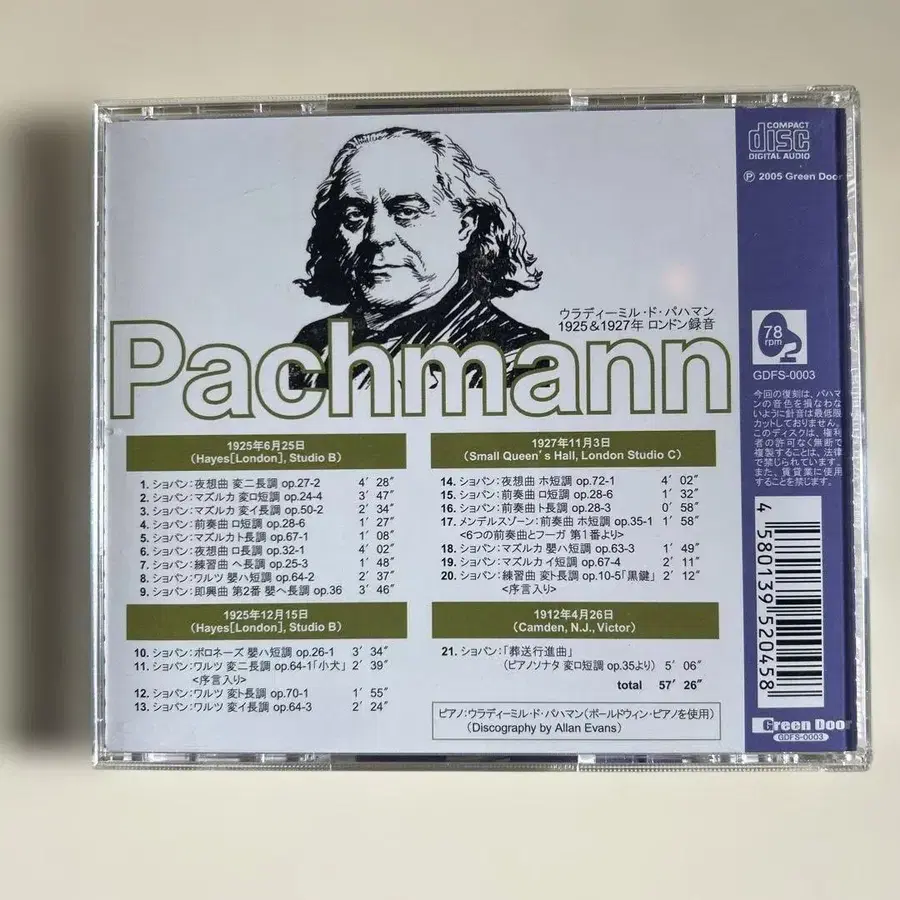 COMPACT
disc
DIGITAL AUDIO
Ⓟ 2005 Green Door
ウラディーミル・ド・パハマン
1925&1927年 ロンドン録音
Pachmann
78
rpm
GDFS-0003
今回の復刻は、パハマ
ンの音色を損なわな
いように針音は最低限
カットしておりません。
このディスクは、権利
者の許可なく無断で
複製することは、法律
で禁じられています。
また、賃貸業に使用
することを禁じます。
1925年6月25日
(Hayes[London], Studio B)
1. ショパン:夜想曲 変ニ長調 op.27-2 4′28″
2. ショパン:マズルカ 変ロ短調 op.24-4 3′47″
3. ショパン:マズルカ 変イ長調 op.50-2 2′34″
4. ショパン:前奏曲 ロ短調 op.28-6 1′27″
5. ショパン:マズルカト長調 op.67-1 1′08″
6. ショパン:夜想曲 ロ長調 op.32-1 4′02″
7. ショパン:練習曲 ヘ長調 op.25-3 1′48″
8. ショパン:ワルツ 嬰ハ短調 op.64-2 2′37″
9. ショパン:即興曲 第2番 嬰ヘ長調 op.36 3′46″
1925年12月15日
(Hayes[London], Studio B)
10. ショパン:ポロネーズ 嬰ハ短調 op.26-1 3′34″
11. ショパン:ワルツ 変ニ長調 op.64-1「小犬」 2′39″
<序言入り>
12. ショパン:ワルツ 変ト長調 op.70-1 1′55″
13. ショパン:ワルツ 変イ長調 op.64-3 2′24″
1927年11月3日
(Small Queen's Hall, London Studio C)
14. ショパン:夜想曲 ホ短調 op.72-1 4′02″
15. ショパン:前奏曲 ロ短調 op.28-6 1′32″
16. ショパン:前奏曲ト長調 op.28-3 0′58″
17. メンデルスゾーン:前奏曲 ホ短調 op.35-1 1′58″
<6つの前奏曲とフーガ 第1番より>
18. ショパン:マズルカ 嬰ハ短調 op.63-3 1′49″
19. ショパン:マズルカイ短調 op.67-4 2′11″
20. ショパン:練習曲 変ト長調 op.10-5「黒鍵」 2′12″
<序言入り>
1912年4月26日
(Camden, N.J., Victor)
21. ショパン:「葬送行進曲」
(ピアノソナタ 変ロ短調 op.35より) 5′06″
total 57′26″
ピアノ:ウラディーミル・ド・パハマン(ボールドウィン・ピアノを使用)
(Discography by Allan Evans)
4 580139 520458
Green Door
GDFS-0003